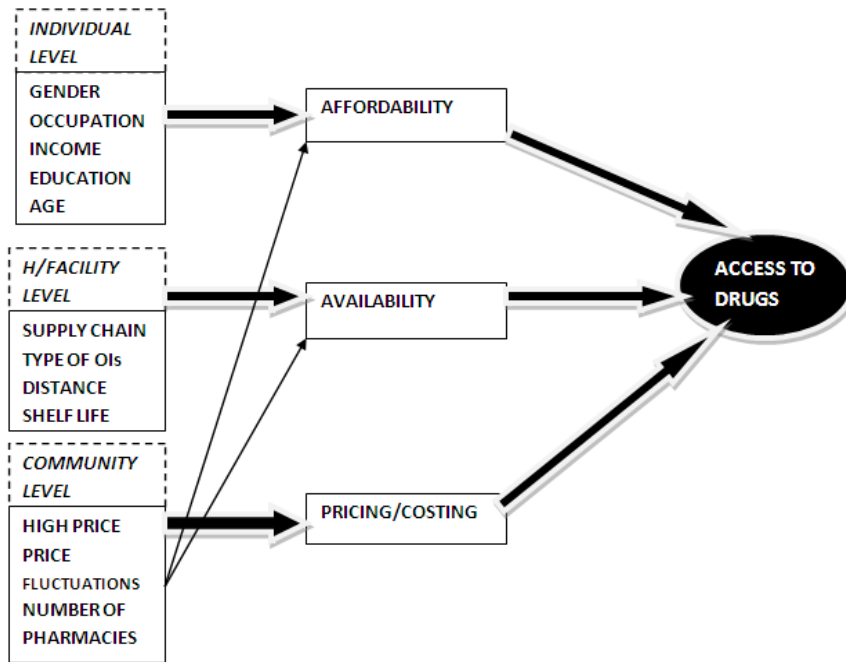 INDIVIDUAL
LEVEL
GENDER
OCCUPATION
INCOME
EDUCATION
AGE
AFFORDABILITY
H/FACILITY
LEVEL
SUPPLY CHAIN
TYPE OF OIs
DISTANCE
SHELF LIFE
AVAILABILITY
ACCESS TO
DRUGS
COMMUNITY
LEVEL
HIGH PRICE
PRICE
FLUCTUATIONS
NUMBER OF
PHARMACIES
PRICING/COSTING